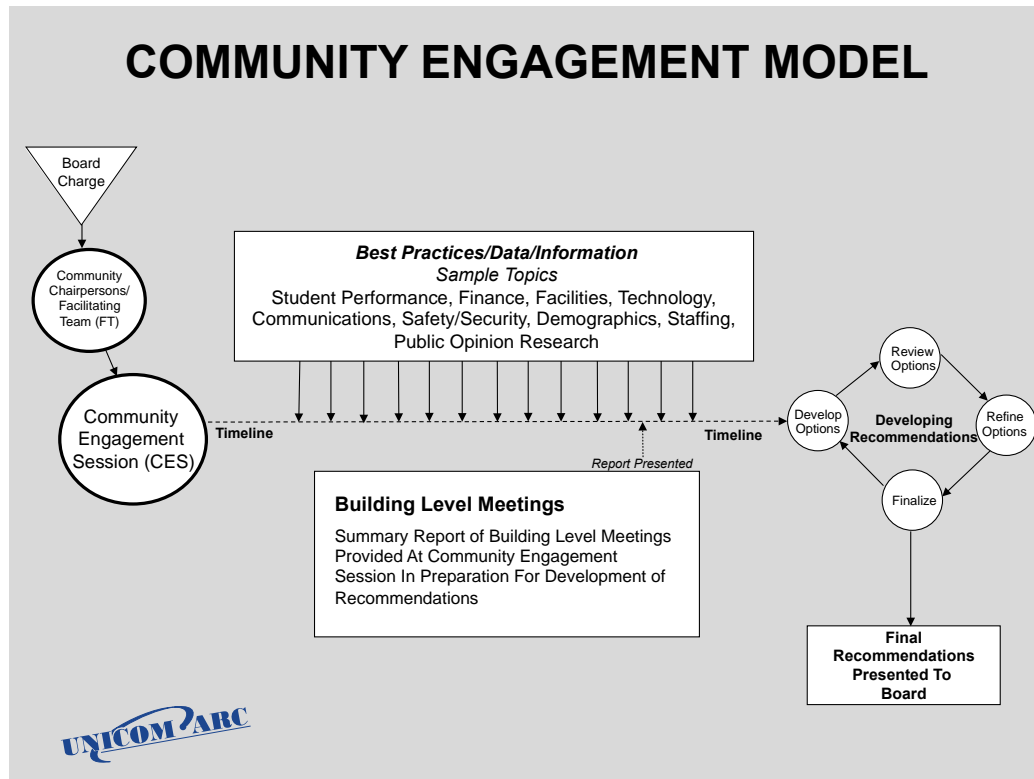 COMMUNITY ENGAGEMENT MODEL
Board
Charge
Community
Chairpersons/
Facilitating
Team (FT)
Community
Engagement
Session (CES)
Best Practices/Data/Information
Sample Topics
Student Performance, Finance, Facilities, Technology,
Communications, Safety/Security, Demographics, Staffing,
Public Opinion Research
Timeline
Timeline
Report Presented
Building Level Meetings
Summary Report of Building Level Meetings
Provided At Community Engagement
Session In Preparation For Development of
Recommendations
Review
Options
Develop
Options
Developing
Recommendations
Refine
Options
Finalize
Final
Recommendations
Presented To
Board
UNICOM ARC